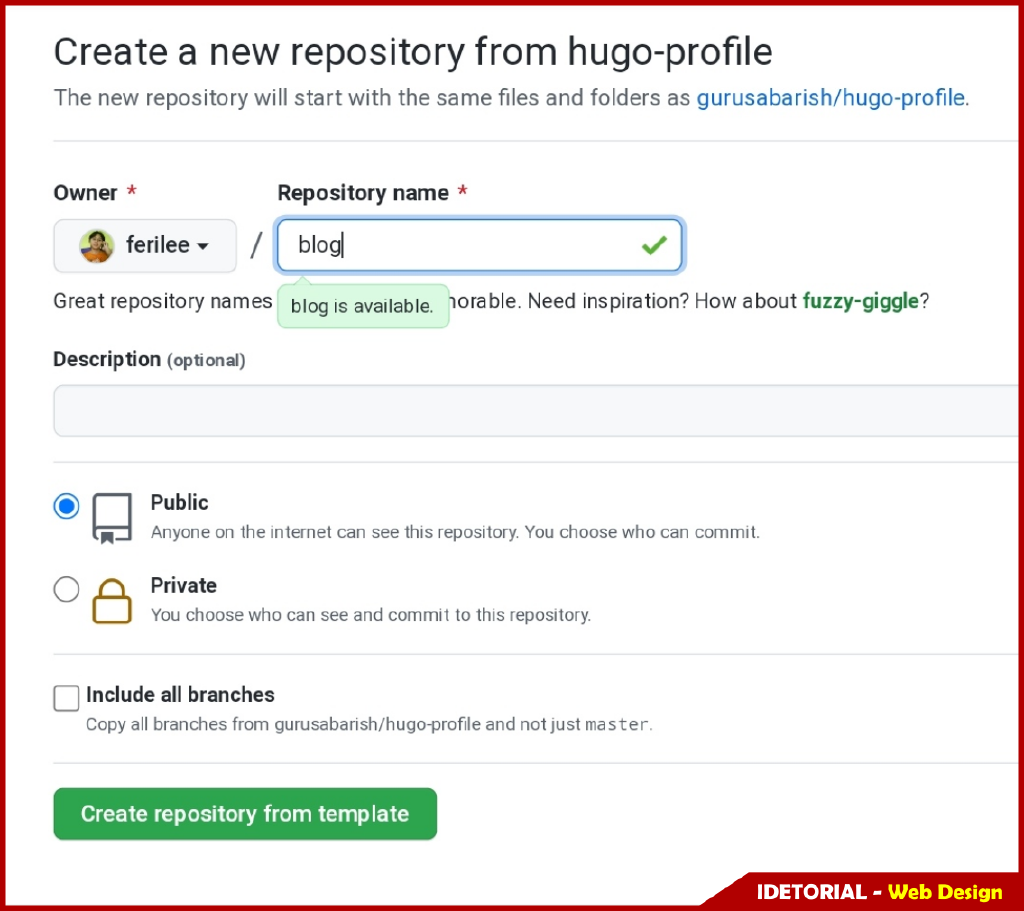 Create a new repository from hugo-profile
The new repository will start with the same files and folders as gurusabarish/hugo-profile.
Owner * Repository name *
ferilee / blog
Great repository names horable. Need inspiration? How about fuzzy-giggle?
blog is available.
Description (optional)
Public
Anyone on the internet can see this repository. You choose who can commit.
Private
You choose who can see and commit to this repository.
Include all branches
Copy all branches from gurusabarish/hugo-profile and not just master.
Create repository from template
IDETORIAL - Web Design